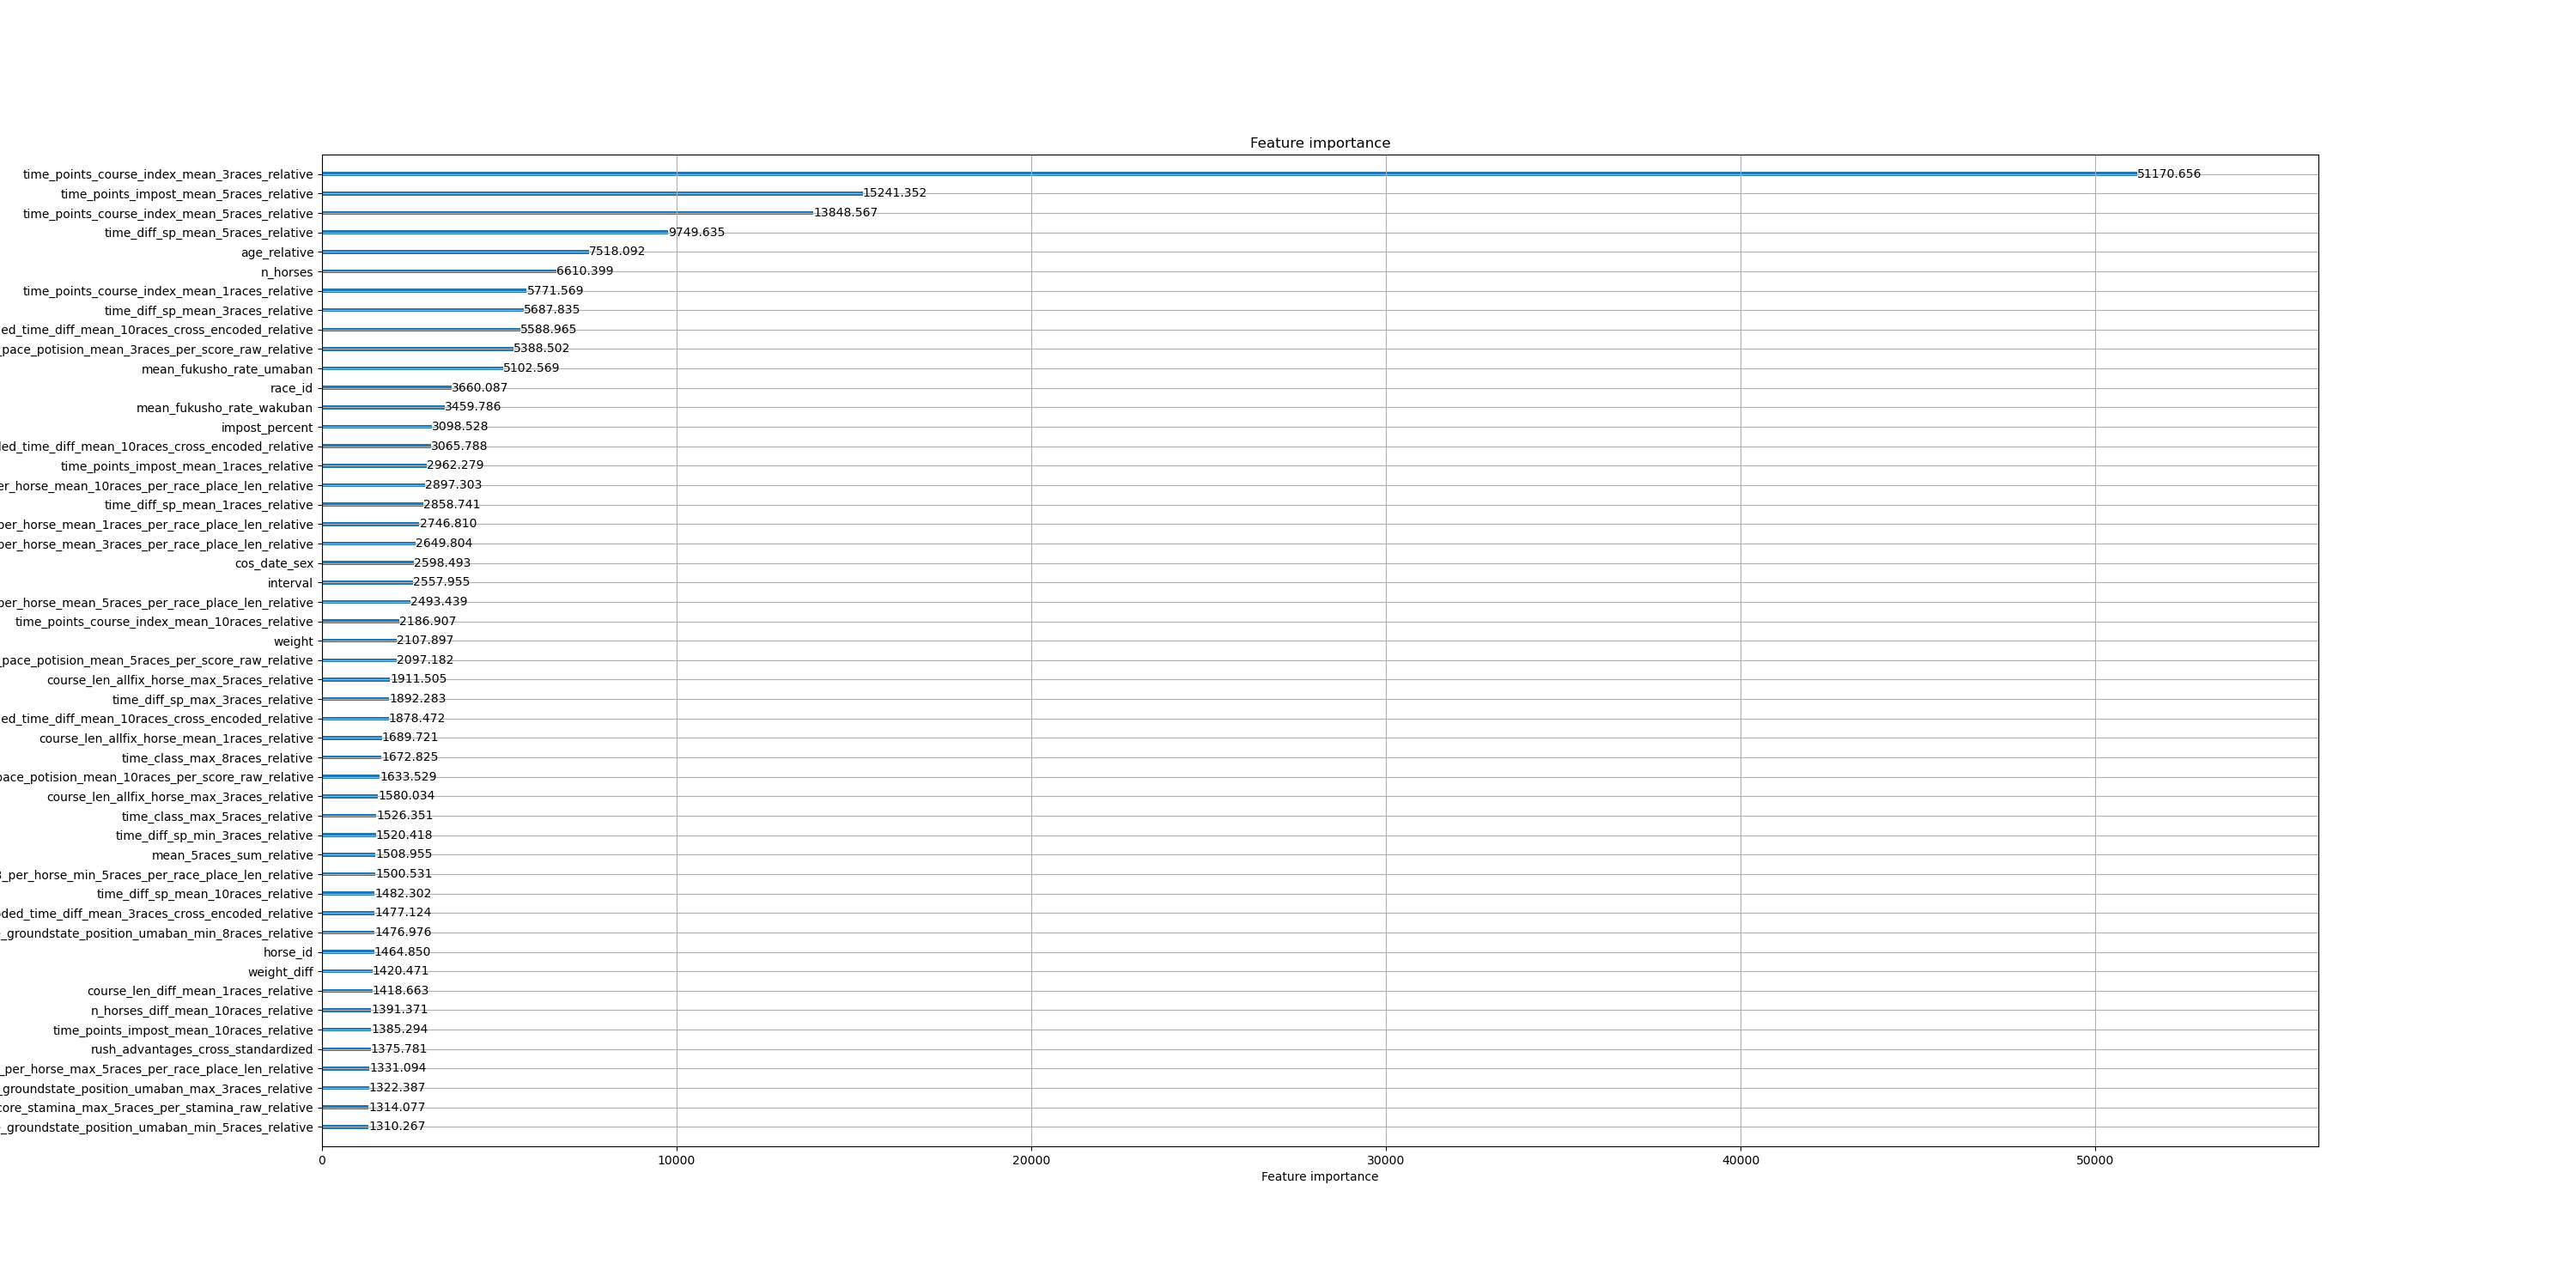 Feature importance
time_points_course_index_mean_3races_relative 51170.656
time_points_impost_mean_5races_relative 15241.352
time_points_course_index_mean_5races_relative 13848.567
time_diff_sp_mean_5races_relative 9749.635
age_relative 7518.092
n_horses 6610.399
time_points_course_index_mean_1races_relative 5771.569
time_diff_sp_mean_3races_relative 5687.835
ed_time_diff_mean_10races_cross_encoded_relative 5588.965
_pace_potision_mean_3races_per_score_raw_relative 5388.502
mean_fukusho_rate_umaban 5102.569
race_id 3660.087
mean_fukusho_rate_wakuban 3459.786
impost_percent 3098.528
led_time_diff_mean_10races_cross_encoded_relative 3065.788
time_points_impost_mean_1races_relative 2962.279
er_horse_mean_10races_per_race_place_len_relative 2897.303
time_diff_sp_mean_1races_relative 2858.741
per_horse_mean_1races_per_race_place_len_relative 2746.810
per_horse_mean_3races_per_race_place_len_relative 2649.804
cos_date_sex 2598.493
interval 2557.955
per_horse_mean_5races_per_race_place_len_relative 2493.439
time_points_course_index_mean_10races_relative 2186.907
weight 2107.897
_pace_potision_mean_5races_per_score_raw_relative 2097.182
course_len_allfix_horse_max_5races_relative 1911.505
time_diff_sp_max_3races_relative 1892.283
ed_time_diff_mean_10races_cross_encoded_relative 1878.472
course_len_allfix_horse_mean_1races_relative 1689.721
time_class_max_8races_relative 1672.825
pace_potision_mean_10races_per_score_raw_relative 1633.529
course_len_allfix_horse_max_3races_relative 1580.034
time_class_max_5races_relative 1526.351
time_diff_sp_min_3races_relative 1520.418
mean_5races_sum_relative 1508.955
3_per_horse_min_5races_per_race_place_len_relative 1500.531
time_diff_sp_mean_10races_relative 1482.302
ded_time_diff_mean_3races_cross_encoded_relative 1477.124
_groundstate_position_umaban_min_8races_relative 1476.976
horse_id 1464.850
weight_diff 1420.471
course_len_diff_mean_1races_relative 1418.663
n_horses_diff_mean_10races_relative 1391.371
time_points_impost_mean_10races_relative 1385.294
rush_advantages_cross_standardized 1375.781
_per_horse_max_5races_per_race_place_len_relative 1331.094
_groundstate_position_umaban_max_3races_relative 1322.387
core_stamina_max_5races_per_stamina_raw_relative 1314.077
_groundstate_position_umaban_min_5races_relative 1310.267
0 10000 20000 30000 40000 50000
Feature importance